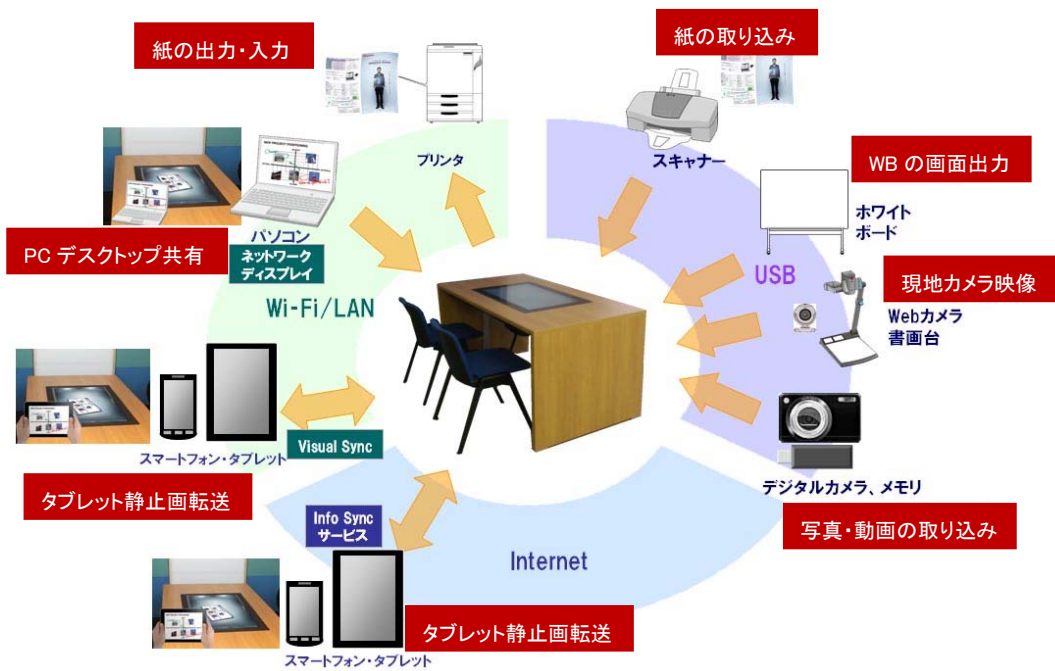 紙の出力・入力
紙の取り込み
プリンタ
スキャナー
WB の画面出力
ホワイト
ボード
パソコン
ネットワーク
ディスプレイ
PC デスクトップ共有
Wi-Fi/LAN
USB
現地カメラ映像
Webカメラ
書画台
Visual Sync
スマートフォン・タブレット
タブレット静止画転送
デジタルカメラ、メモリ
写真・動画の取り込み
Info Sync
サービス
Internet
タブレット静止画転送
スマートフォン・タブレット